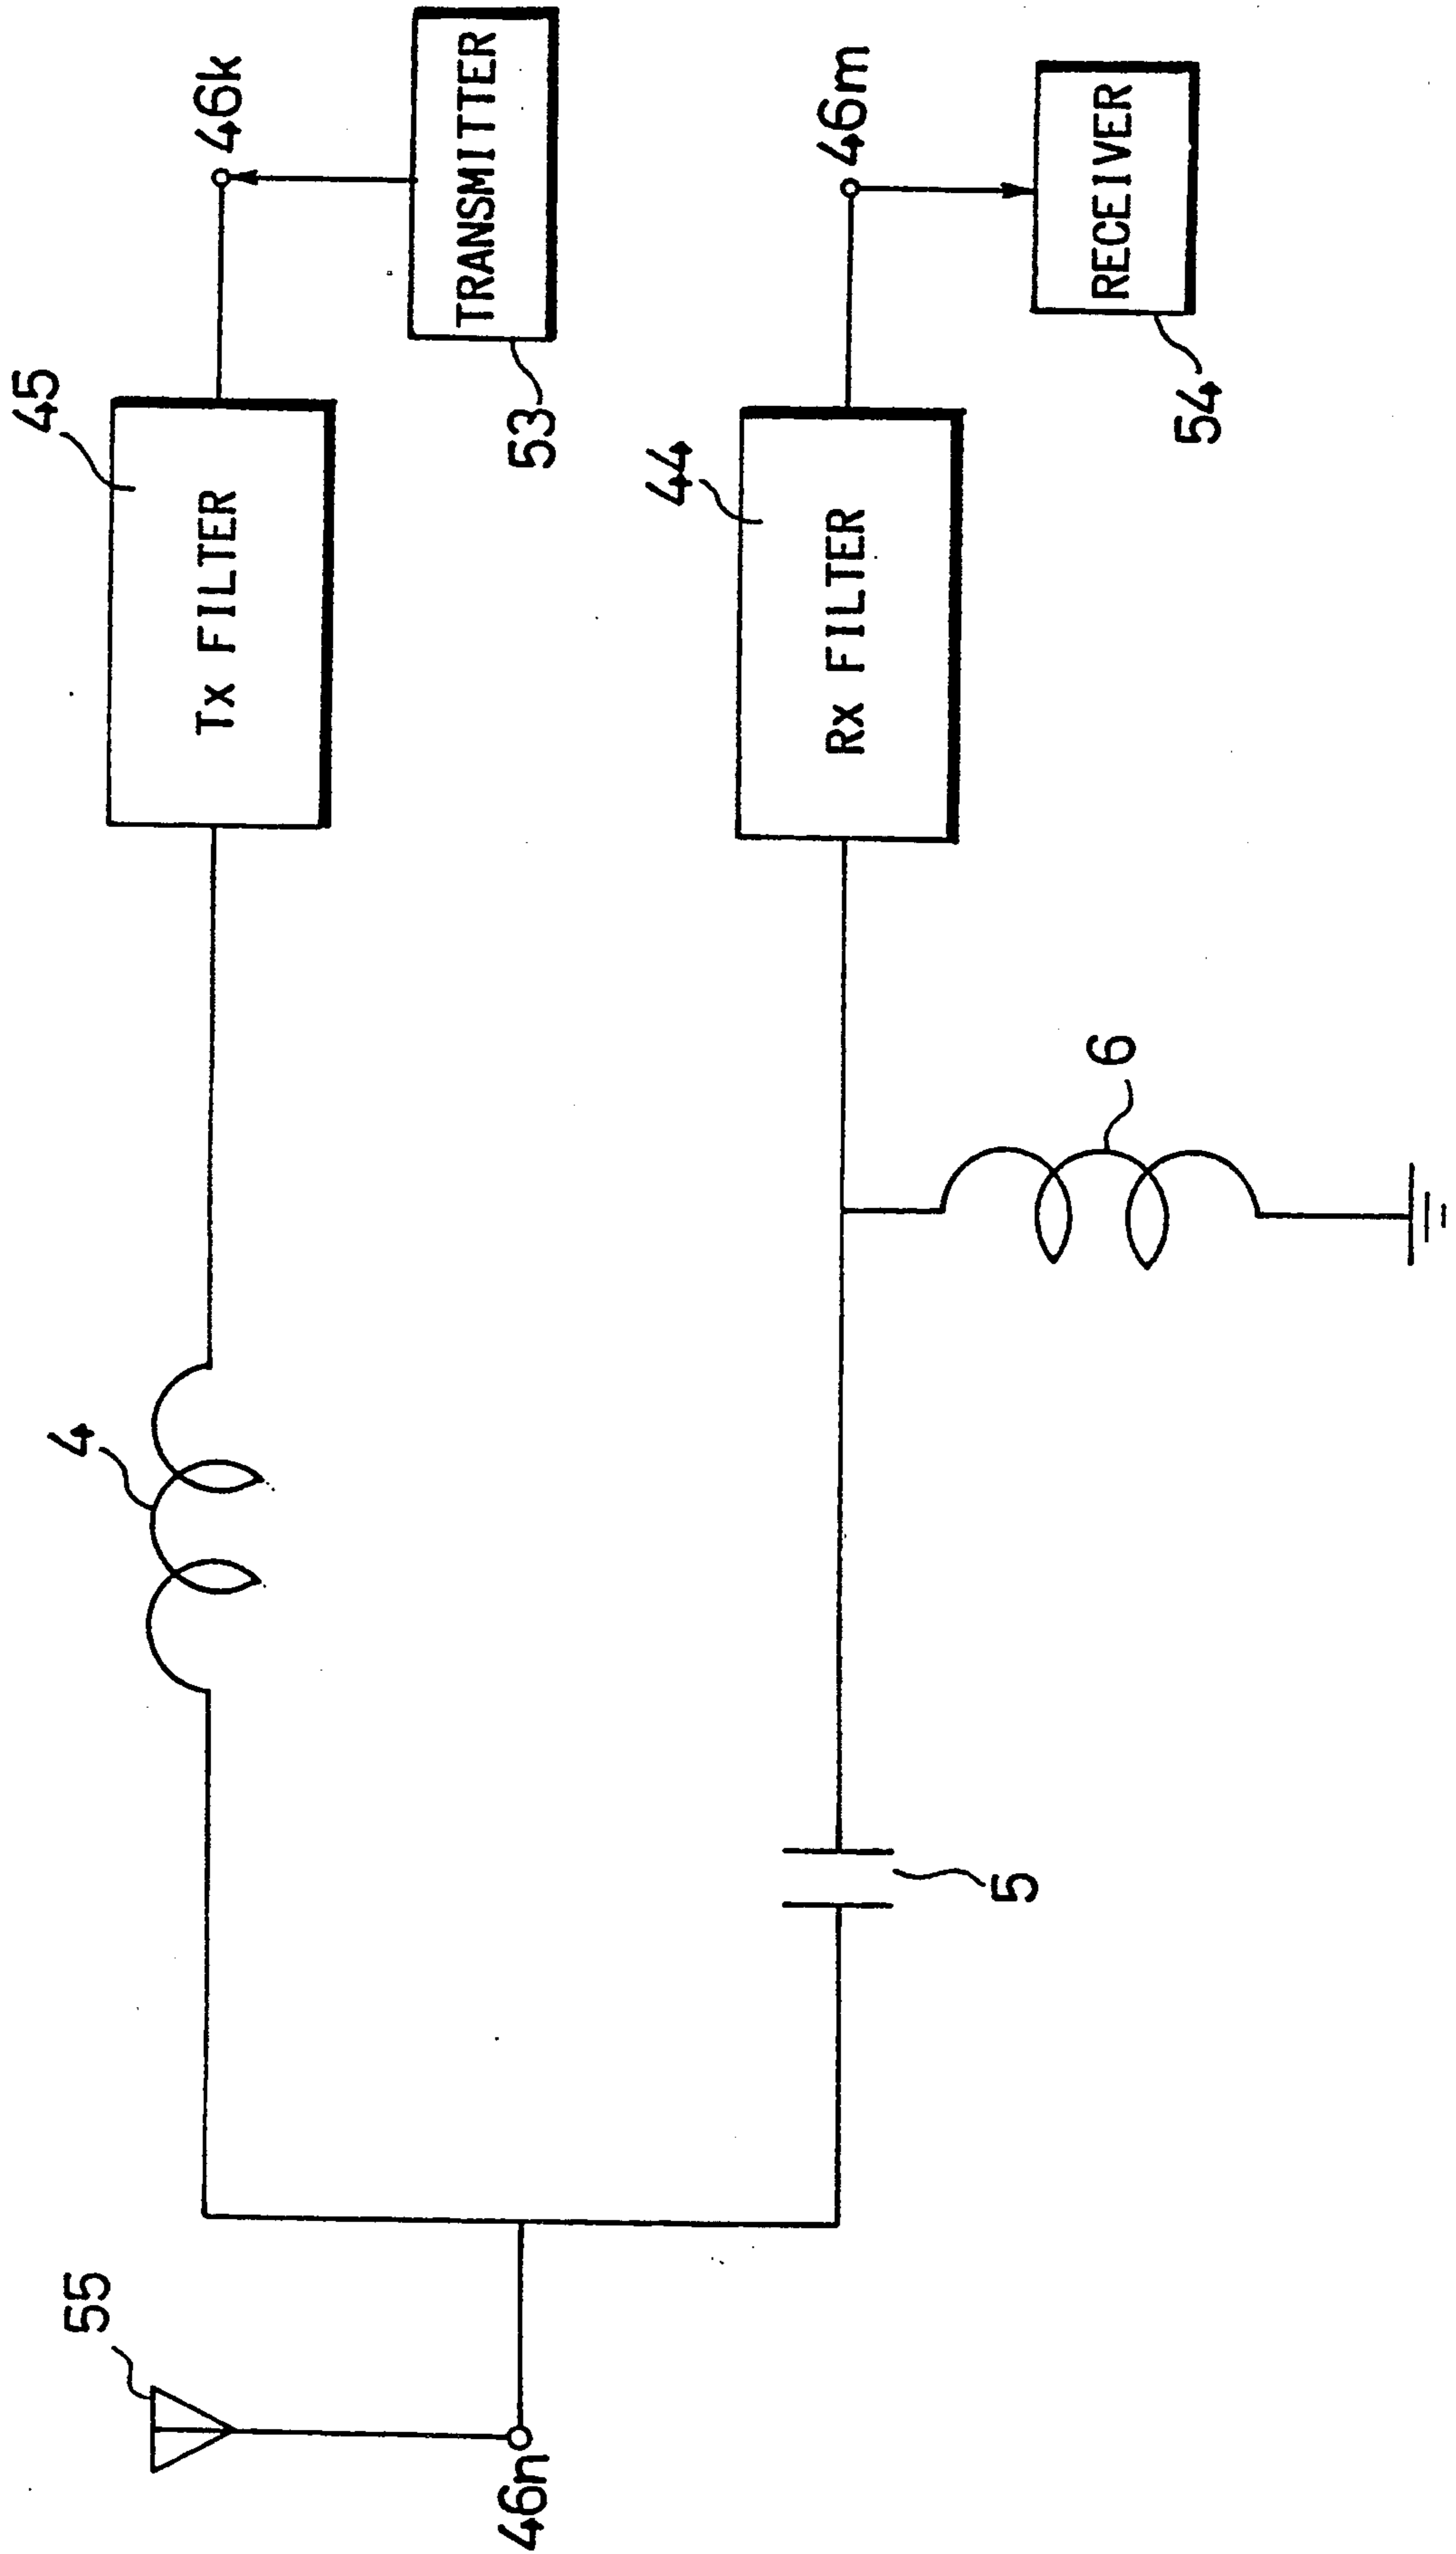 55
46n
4
45
Tx FILTER
46k
TRANSMITTER
53
5
6
44
Rx FILTER
46m
RECEIVER
54